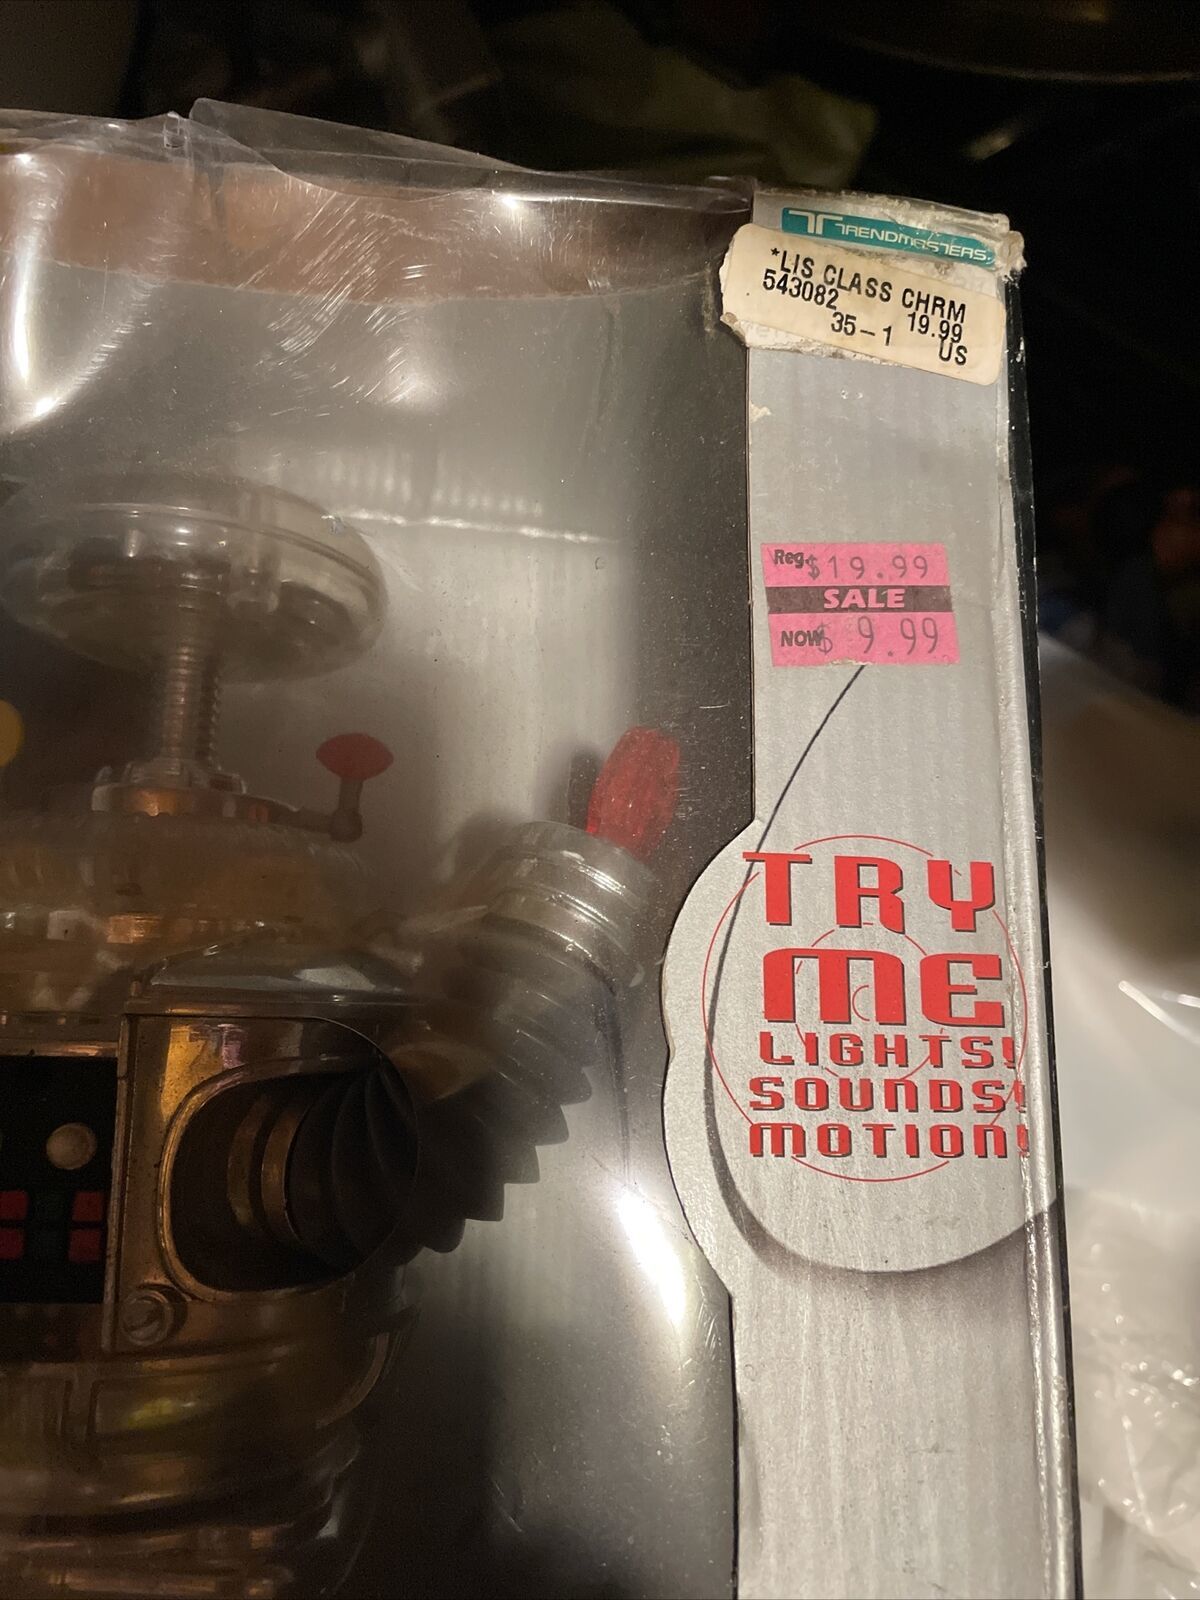 TRENDMASTERS
*LIS CLASS CHRM
543082 19.99
35-1 US
Reg. $19.99
SALE
NOW $ 9.99
TRY
ME
LIGHTS!
SOUNDS!
MOTION!